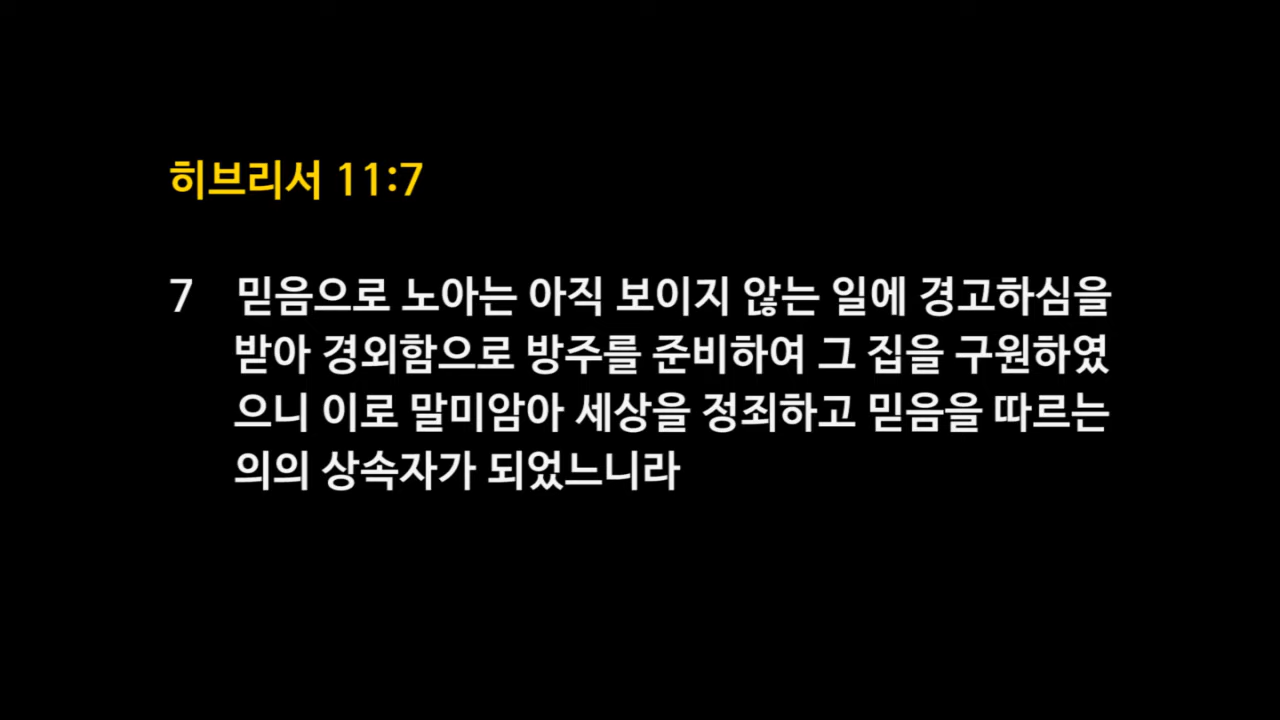 히브리서 11:7
7 믿음으로 노아는 아직 보이지 않는 일에 경고하심을
받아 경외함으로 방주를 준비하여 그 집을 구원하였
으니 이로 말미암아 세상을 정죄하고 믿음을 따르는
의의 상속자가 되었느니라